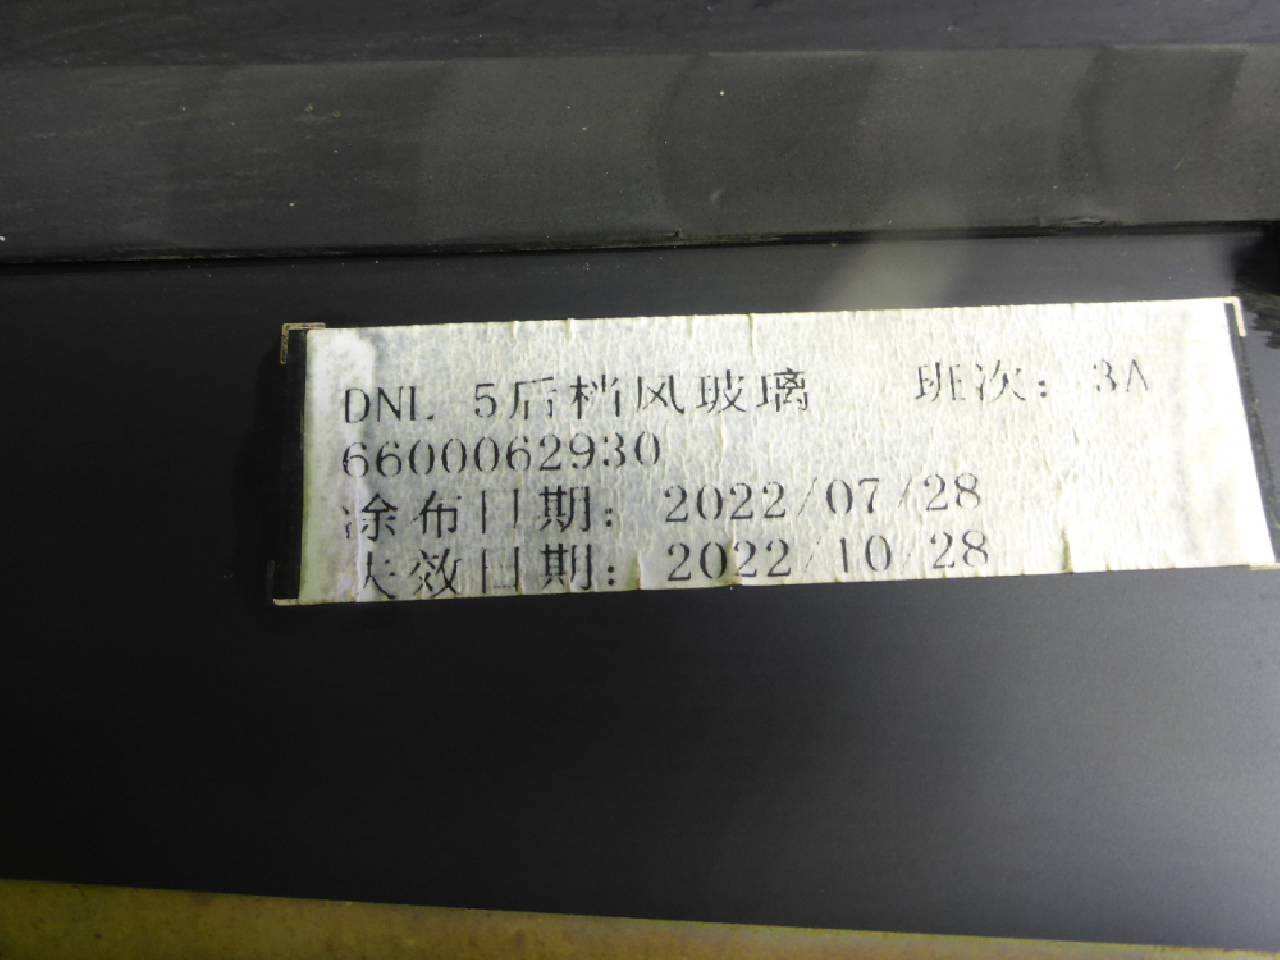 DNL 5后档风玻璃 班次：3A
6600062930
涂布日期：2022/07/28
失效日期：2022/10/28